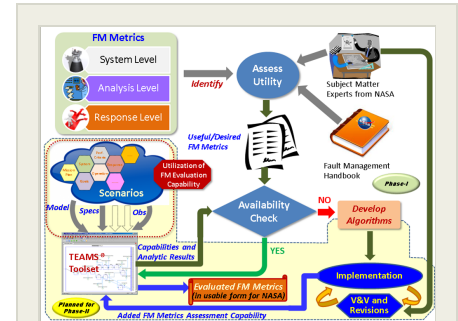 FM Metrics
System Level
Analysis Level
Response Level
Identify
Assess
Utility
Subject Matter
Experts from NASA
Useful/Desired
FM Metrics
Fault Management
Handbook
Phase-I
Scenarios
Utilization of
FM Evaluation
Capability
Model
Specs
Obs
Availability
Check
NO
YES
Develop
Algorithms
TEAMS®
Toolset
Capabilities and
Analytic Results
Evaluated FM Metrics
(in usable form for NASA)
Implementation
V&V and
Revisions
Planned for
Phase-II
Added FM Metrics Assessment Capability